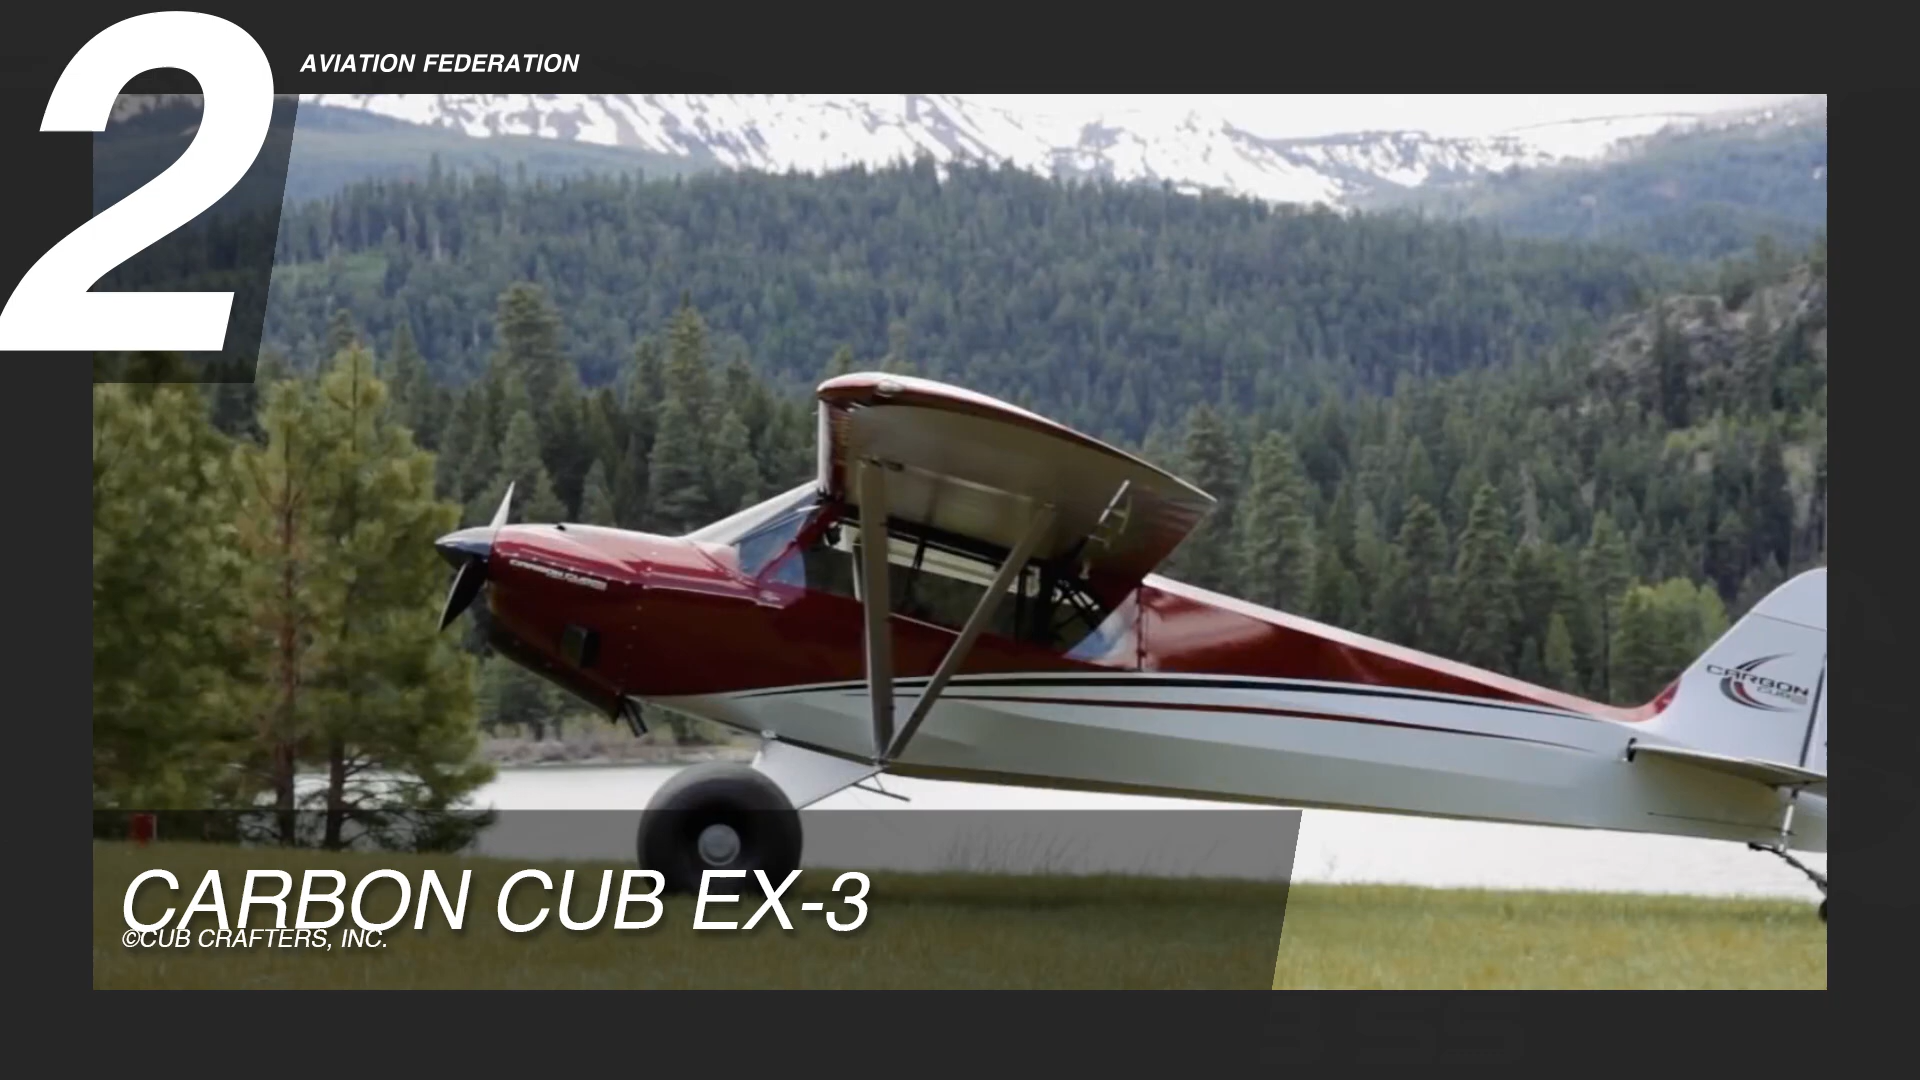 2
AVIATION FEDERATION
CARBON
CARBON CUB EX-3
©CUB CRAFTERS, INC.